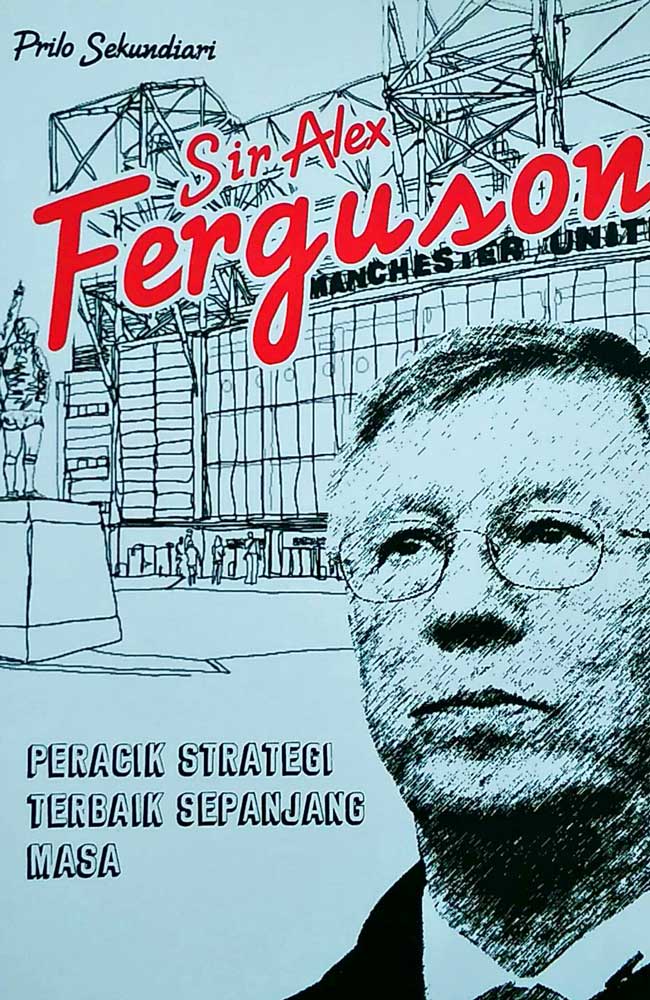 Prilo Sekundiari
Sir Alex
Ferguson
MANCHESTER UNIT
PERACIK STRATEGI
TERBAIK SEPANJANG
MASA